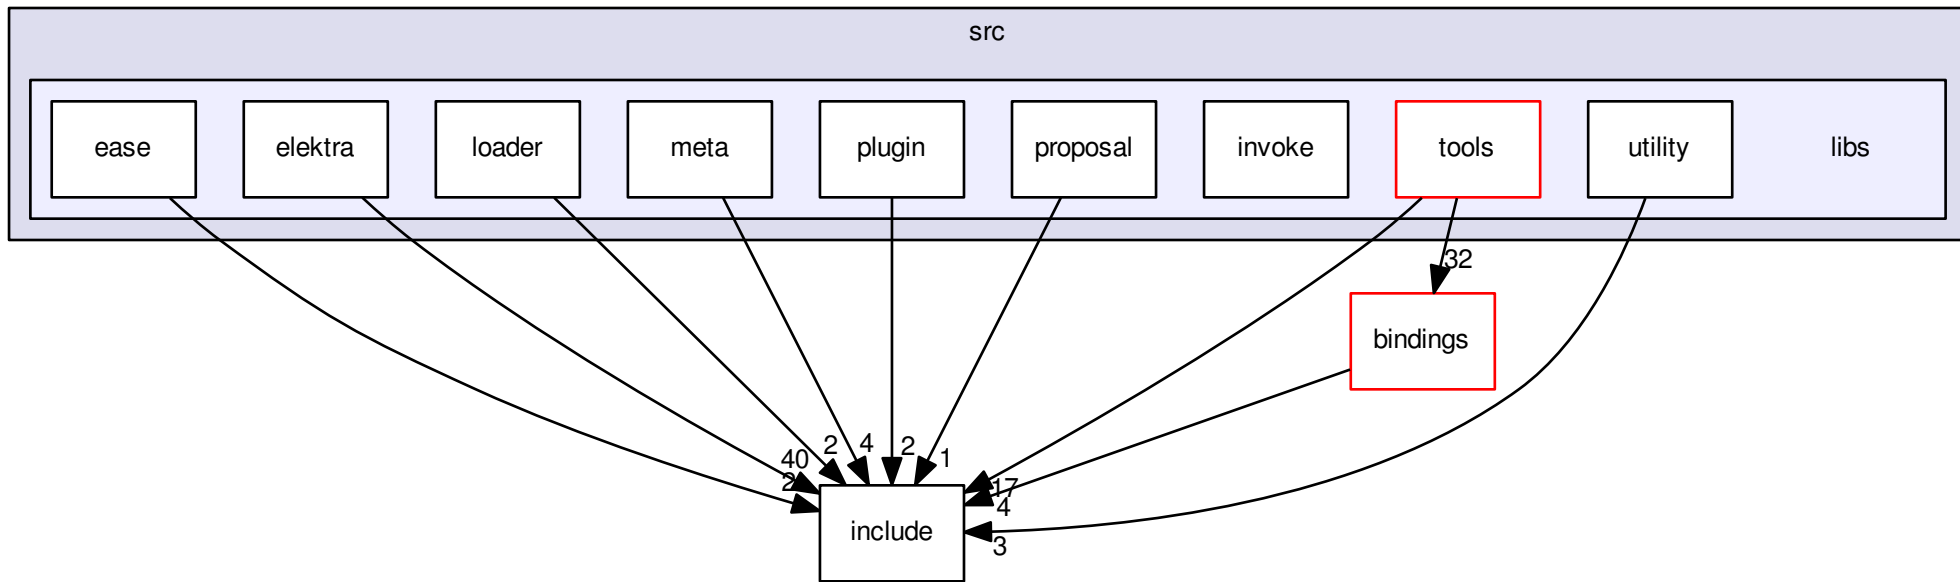 src
ease
elektra
loader
meta
plugin
proposal
invoke
tools
utility
libs
32
bindings
40
2
2
4
2
1
17
4
3
include